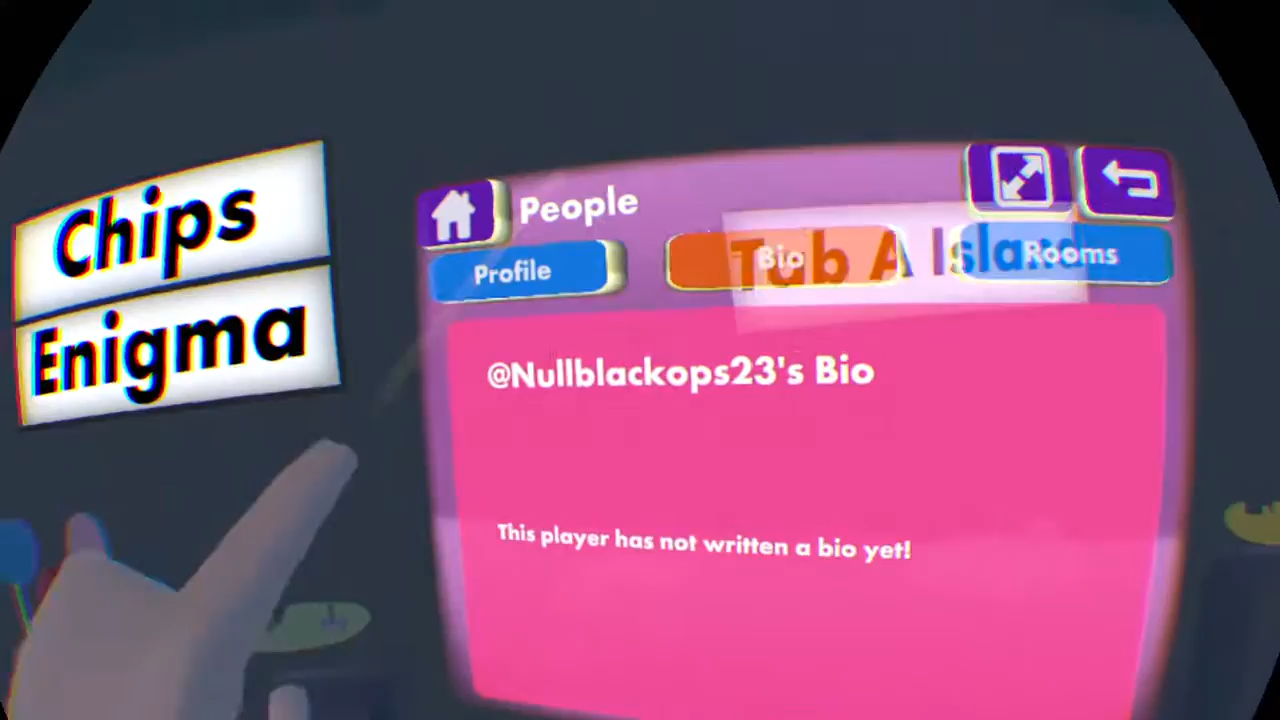 Chips
Enigma
People
Profile
Bio
Rooms
Tub A Island
@Nullblackops23's Bio
This player has not written a bio yet!